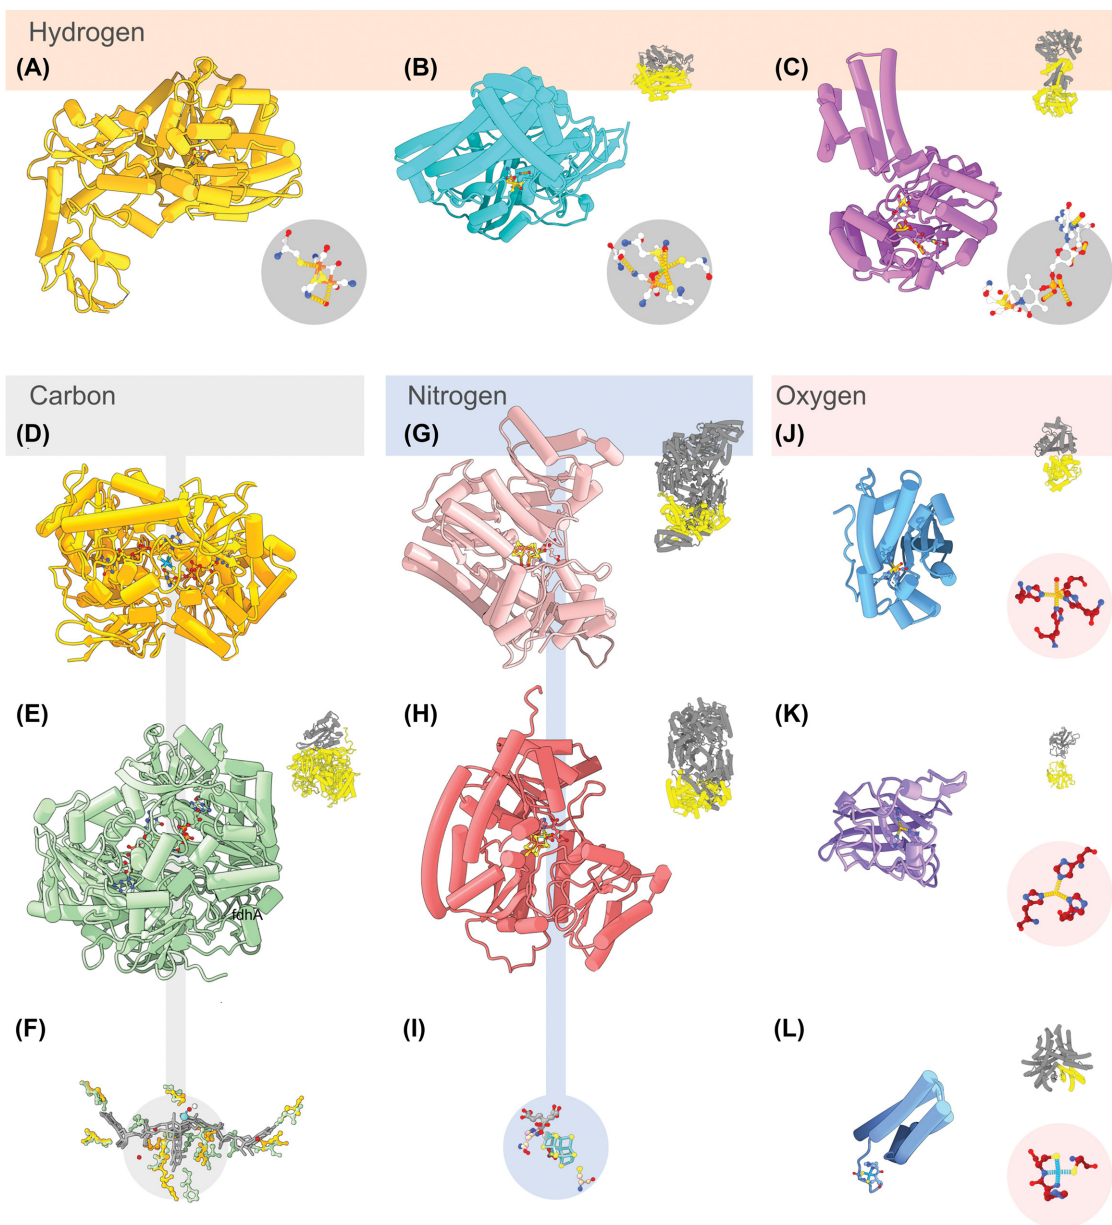 Hydrogen
(A)
(B)
(C)
Carbon
Nitrogen
Oxygen
(D)
(G)
(J)
(E)
(H)
(K)
fdhA
(F)
(I)
(L)